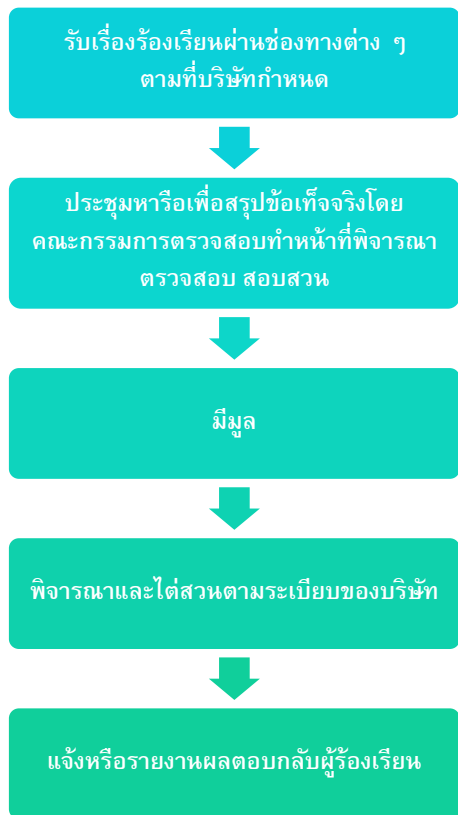 รับเรื่องร้องเรียนผ่านช่องทางต่าง ๆ
ตามที่บริษัทกำหนด
ประชุมหารือเพื่อสรุปข้อเท็จจริงโดย
คณะกรรมการตรวจสอบทำหน้าที่พิจารณา
ตรวจสอบ สอบสวน
มีมูล
พิจารณาและไต่สวนตามระเบียบของบริษัท
แจ้งหรือรายงานผลตอบกลับผู้ร้องเรียน